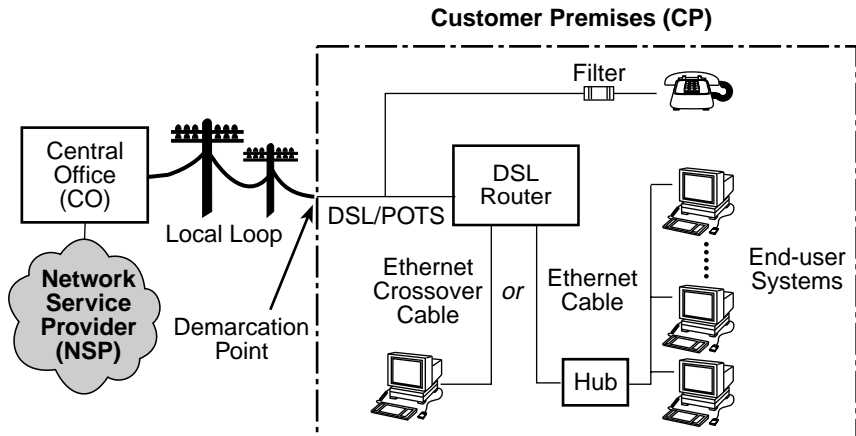 Customer Premises (CP)
Filter
Central
Office
(CO)
DSL
Router
Local Loop
DSL/POTS
Network
Service
Provider
(NSP)
Demarcation
Point
Ethernet
Crossover
Cable
or
Ethernet
Cable
End-user
Systems
Hub